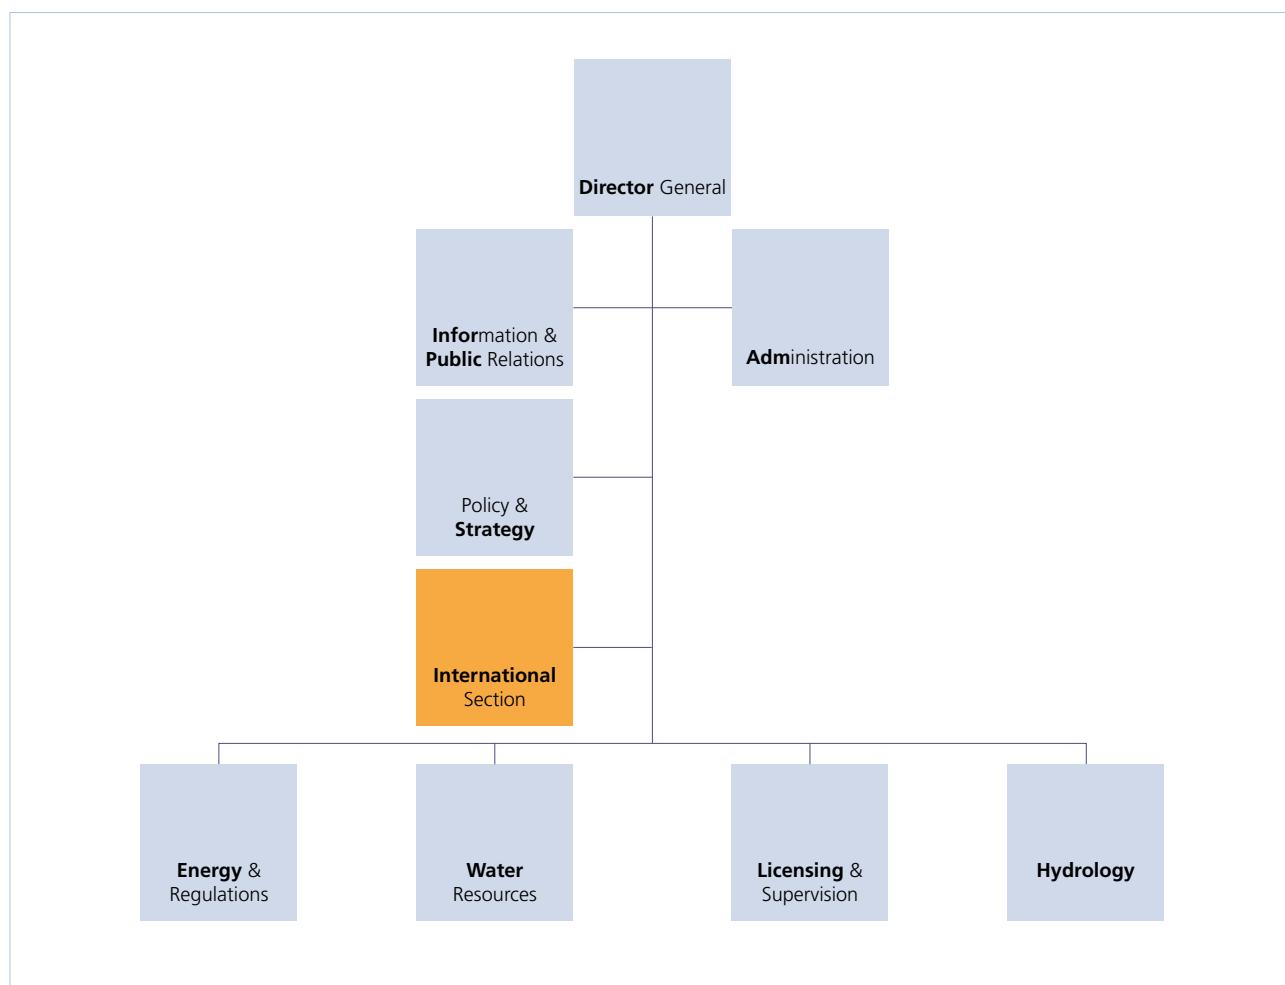 Director General
Information &
Public Relations
Administration
Policy &
Strategy
International
Section
Energy &
Regulations
Water
Resources
Licensing &
Supervision
Hydrology